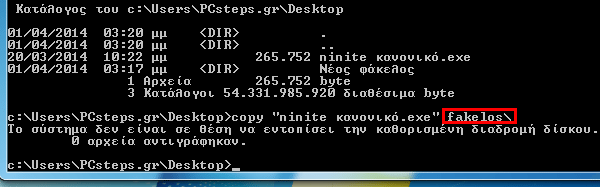 Κατάλογος του c:\Users\PCsteps.gr\Desktop
01/04/2014 03:20 μμ <DIR> .
01/04/2014 03:20 μμ <DIR> ..
20/03/2014 10:22 μμ 265.752 ninite κανονικό.exe
01/04/2014 03:17 μμ <DIR> Νέος φάκελος
1 Αρχεία 265.752 byte
3 Κατάλογοι 54.331.985.920 διαθέσιμα byte
c:\Users\PCsteps.gr\Desktop>copy "ninite κανονικό.exe" fakelos\
Το σύστημα δεν είναι σε θέση να εντοπίσει την καθορισμένη διαδρομή δίσκου.
0 αρχεία αντιγράφηκαν.
c:\Users\PCsteps.gr\Desktop>_